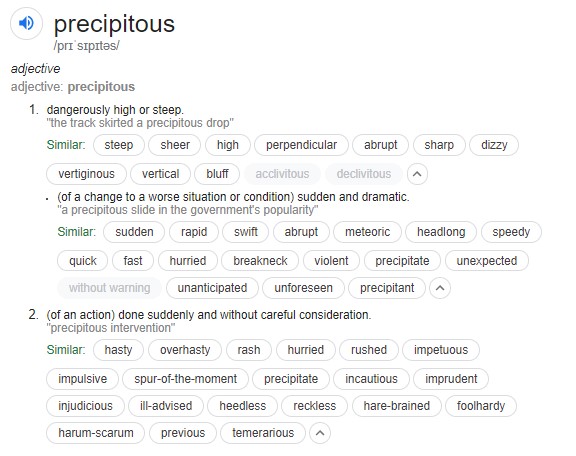 precipitous
/prɪˈsɪpɪtəs/
adjective
adjective: precipitous
1. dangerously high or steep.
"the track skirted a precipitous drop"
Similar: steep sheer high perpendicular abrupt sharp dizzy
vertiginous vertical bluff acclivitous declivitous
• (of a change to a worse situation or condition) sudden and dramatic.
"a precipitous slide in the government's popularity"
Similar: sudden rapid swift abrupt meteoric headlong speedy
quick fast hurried breakneck violent precipitate unexpected
without warning unanticipated unforeseen precipitant
2. (of an action) done suddenly and without careful consideration.
"precipitous intervention"
Similar: hasty overhasty rash hurried rushed impetuous
impulsive spur-of-the-moment precipitate incautious imprudent
injudicious ill-advised heedless reckless hare-brained foolhardy
harum-scarum previous temerarious